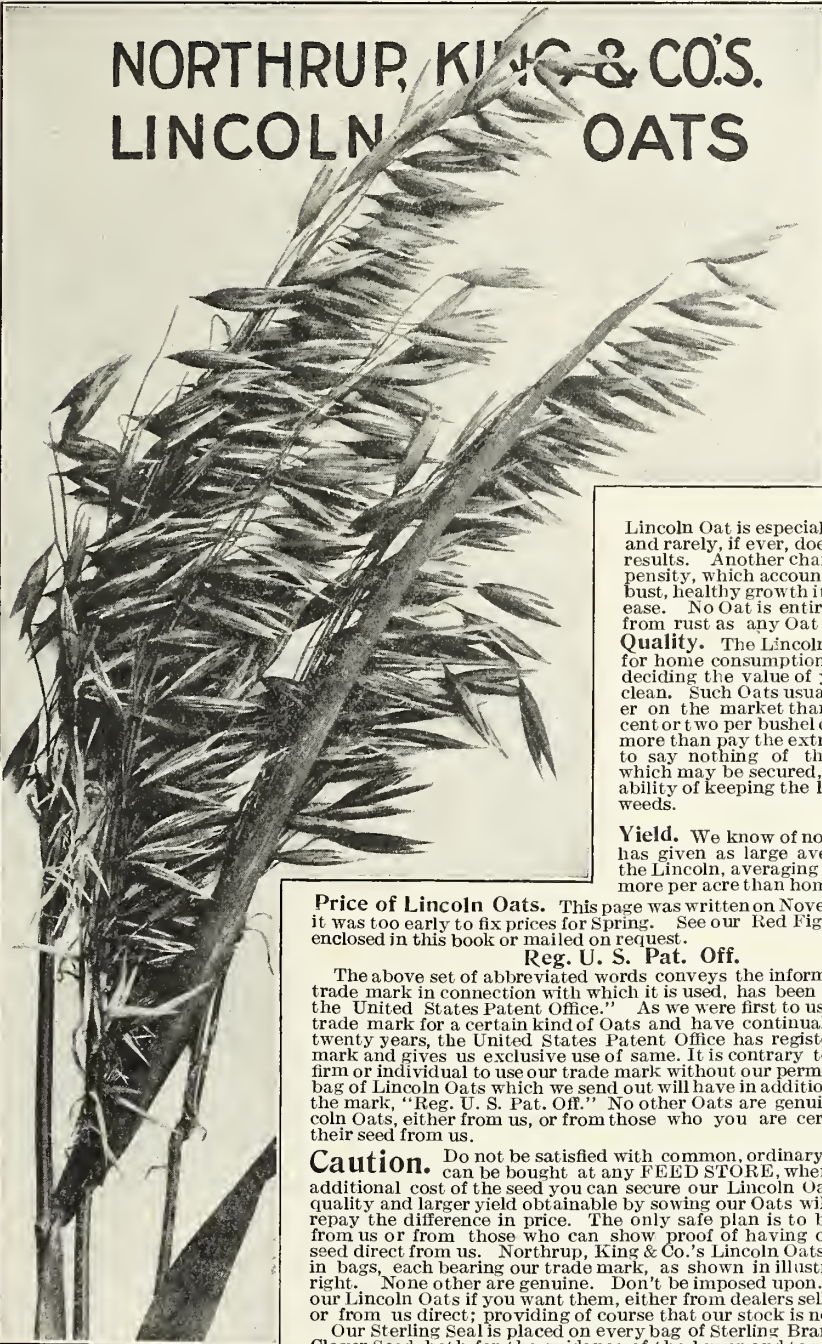 NORTHRUP, KING & CO'S.
LINCOLN OATS
Lincoln Oat is especial
and rarely, if ever, doe
results. Another cha
pensity, which accoun
bust, healthy growth i
ease. No Oat is entir
from rust as any Oat
Quality. The Lincoln
for home consumption
deciding the value of
clean. Such Oats usua
er on the market than
cent or two per bushel
more than pay the extr
to say nothing of th
which may be secured,
ability of keeping the
weeds.
Yield. We know of no
has given as large ave
the Lincoln, averaging
more per acre than hom
Price of Lincoln Oats. This page was written on Nove
it was too early to fix prices for Spring. See our Red Fig
enclosed in this book or mailed on request.
Reg. U. S. Pat. Off.
The above set of abbreviated words conveys the inform
trade mark in connection with which it is used, has been
the United States Patent Office." As we were first to us
trade mark for a certain kind of Oats and have continua
twenty years, the United States Patent Office has regist
mark and gives us exclusive use of same. It is contrary t
firm or individual to use our trade mark without our perm
bag of Lincoln Oats which we send out will have in additio
the mark, "Reg. U. S. Pat. Off." No other Oats are genui
coln Oats, either from us, or from those who you are cer
their seed from us.
Caution. Do not be satisfied with common, ordinary
can be bought at any FEED STORE, when
additional cost of the seed you can secure our Lincoln Oa
quality and larger yield obtainable by sowing our Oats wil
repay the difference in price. The only safe plan is to b
from us or from those who can show proof of having
seed direct from us. Northrup, King & Co.'s Lincoln Oats
in bags, each bearing our trade mark, as shown in illust
right. None other are genuine. Don't be imposed upon.
our Lincoln Oats if you want them, either from dealers sel
or from us direct; providing of course that our stock is n
Our Sterling Seal is placed on every bag of Sterling Bra